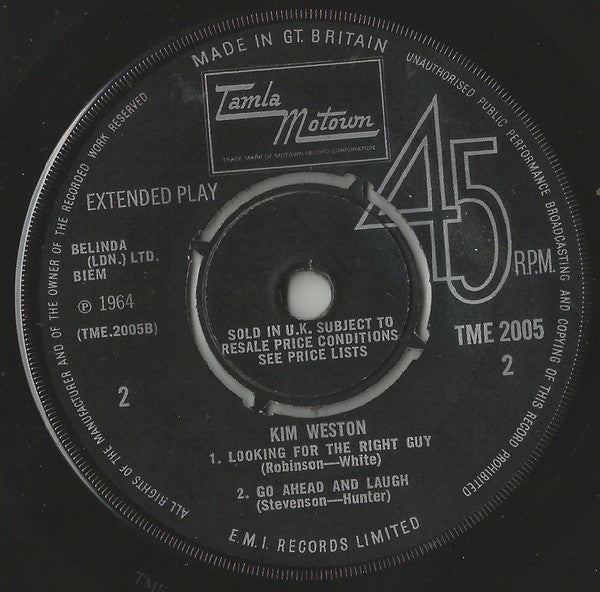 MADE IN GT. BRITAIN
UNAUTHORISED PUBLIC PERFORMANCE BROADCASTING AND COPYING OF THIS RECORD PROHIBITED
ALL RIGHTS OF THE MANUFACTURER AND OF THE OWNER OF THE RECORDED WORK RESERVED
Tamla
Motown
TRADE MARK OF MOTOWN RECORD CORPORATION
EXTENDED PLAY
45
R.P.M.
BELINDA
(LDN.) LTD.
BIEM
℗ 1964
(TME.2005B)
2
SOLD IN U.K. SUBJECT TO
RESALE PRICE CONDITIONS
SEE PRICE LISTS
TME 2005
2
KIM WESTON
1. LOOKING FOR THE RIGHT GUY
(Robinson—White)
2. GO AHEAD AND LAUGH
(Stevenson—Hunter)
E.M.I. RECORDS LIMITED